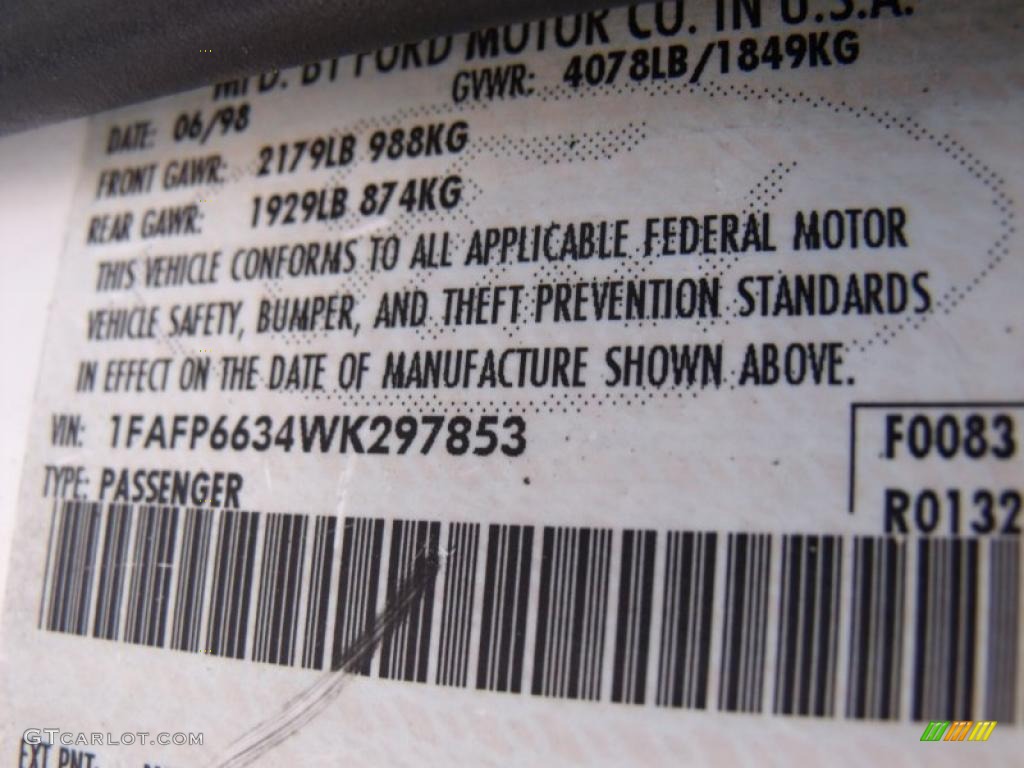 MFD. BY FORD MOTOR CO. IN U.S.A.
DATE: 06/98 GVWR: 4078LB/1849KG
FRONT GAWR: 2179LB 988KG
REAR GAWR: 1929LB 874KG
THIS VEHICLE CONFORMS TO ALL APPLICABLE FEDERAL MOTOR
VEHICLE SAFETY, BUMPER, AND THEFT PREVENTION STANDARDS
IN EFFECT ON THE DATE OF MANUFACTURE SHOWN ABOVE.
VIN: 1FAFP6634WK297853 F0083
TYPE: PASSENGER R0132
GTCARLOT.COM
EXT PNT